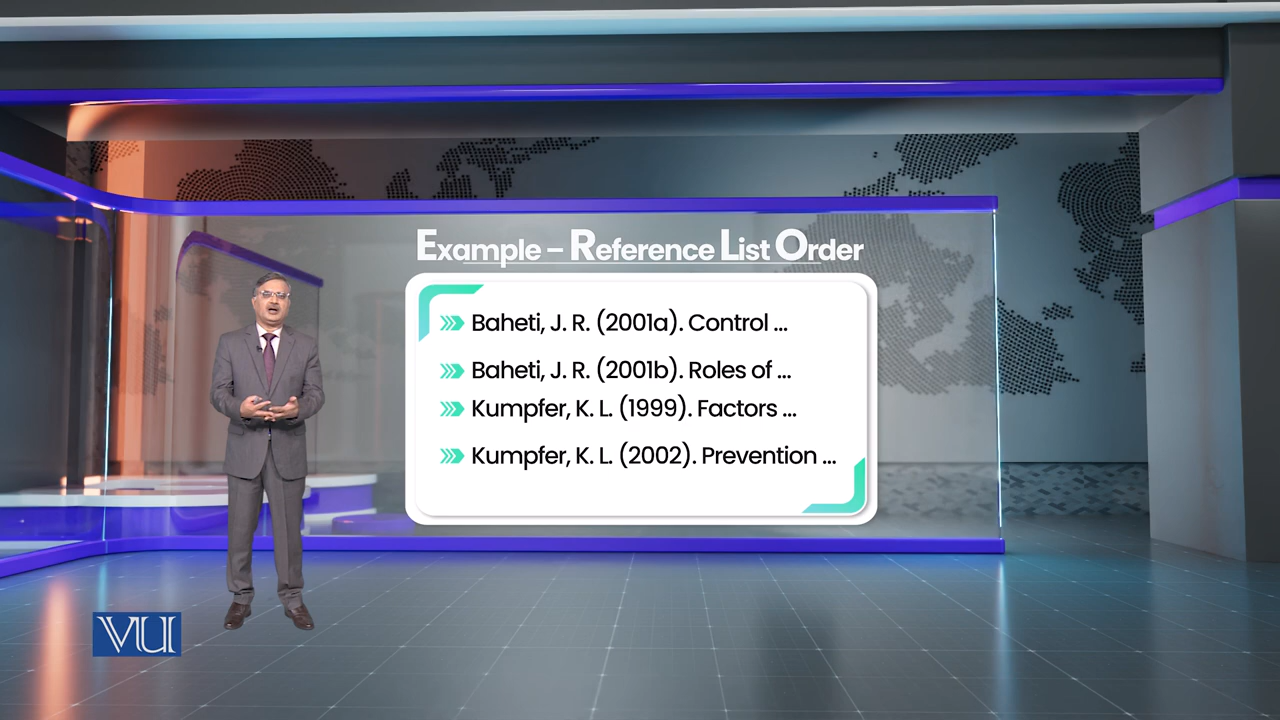 Example – Reference List Order
Baheti, J. R. (2001a). Control ...
Baheti, J. R. (2001b). Roles of ...
Kumpfer, K. L. (1999). Factors ...
Kumpfer, K. L. (2002). Prevention ...
VU